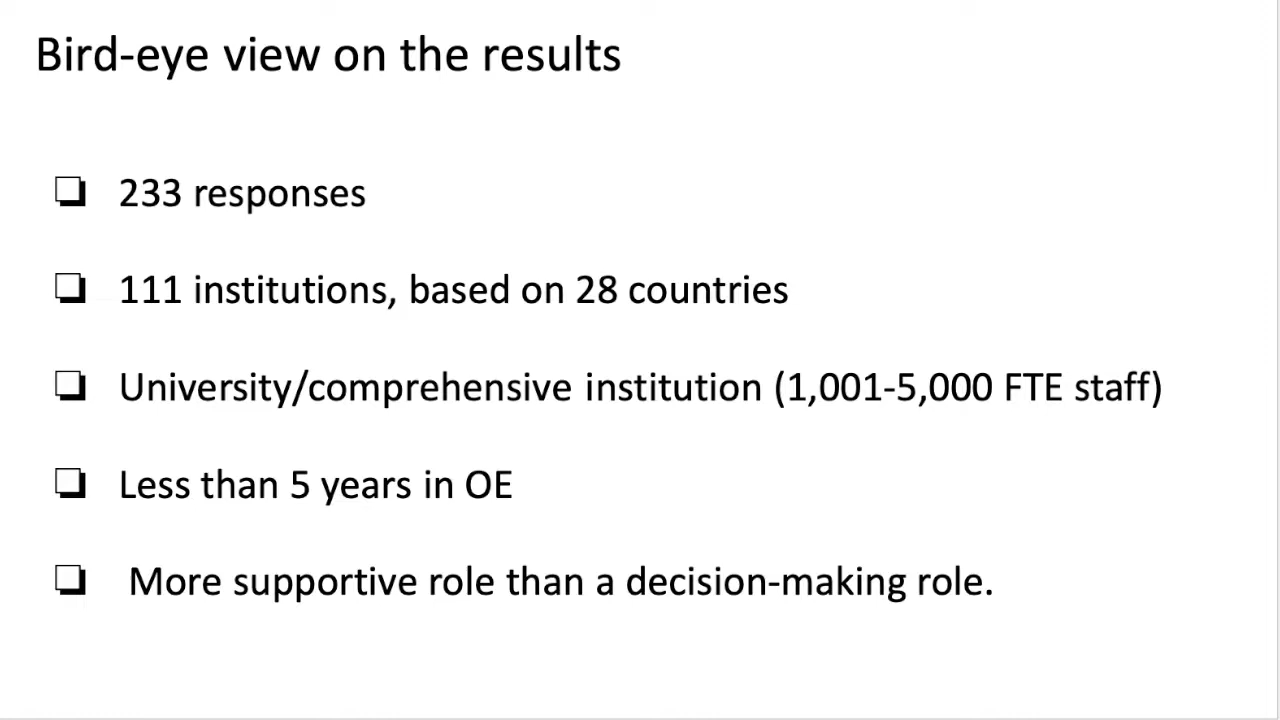 Bird-eye view on the results
❏ 233 responses
❏ 111 institutions, based on 28 countries
❏ University/comprehensive institution (1,001-5,000 FTE staff)
❏ Less than 5 years in OE
❏ More supportive role than a decision-making role.